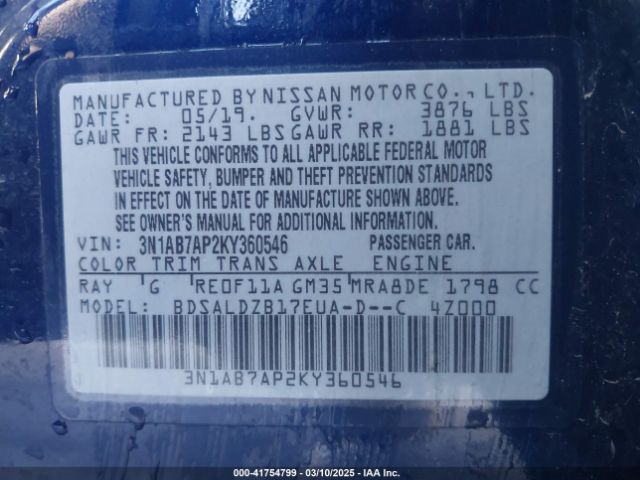 MANUFACTURED BY NISSAN MOTOR CO., LTD.
DATE: 05/19. GVWR: 3876 LBS
GAWR FR: 2143 LBS GAWR RR: 1881 LBS
THIS VEHICLE CONFORMS TO ALL APPLICABLE FEDERAL MOTOR
VEHICLE SAFETY, BUMPER AND THEFT PREVENTION STANDARDS
IN EFFECT ON THE DATE OF MANUFACTURE SHOWN ABOVE.
SEE OWNER'S MANUAL FOR ADDITIONAL INFORMATION.
VIN: 3N1AB7AP2KY360546 PASSENGER CAR.
COLOR TRIM TRANS AXLE ENGINE
RAY G RE0F11A GM35 MRA8DE 1798 CC
MODEL: BDSALDZB17EUA-D--C 4Z000
3N1AB7AP2KY360546
000-41754799 - 03/10/2025 - IAA Inc.